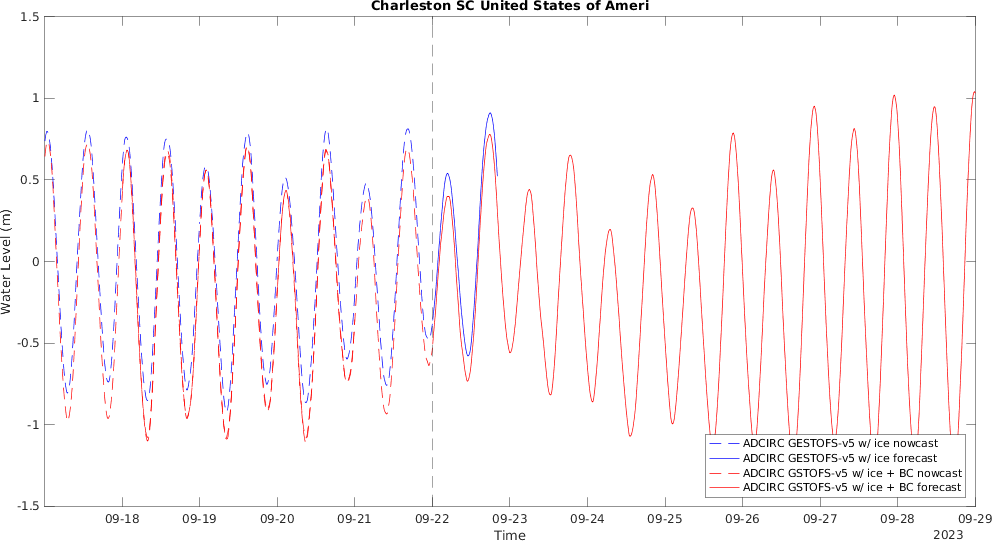 Charleston SC United States of Ameri
1.5
1
0.5
0
-0.5
-1
-1.5
Water Level (m)
ADCIRC GESTOFS-v5 w/ ice nowcast
ADCIRC GESTOFS-v5 w/ ice forecast
ADCIRC GSTOFS-v5 w/ ice + BC nowcast
ADCIRC GSTOFS-v5 w/ ice + BC forecast
09-18 09-19 09-20 09-21 09-22 09-23 09-24 09-25 09-26 09-27 09-28 09-29
Time
2023